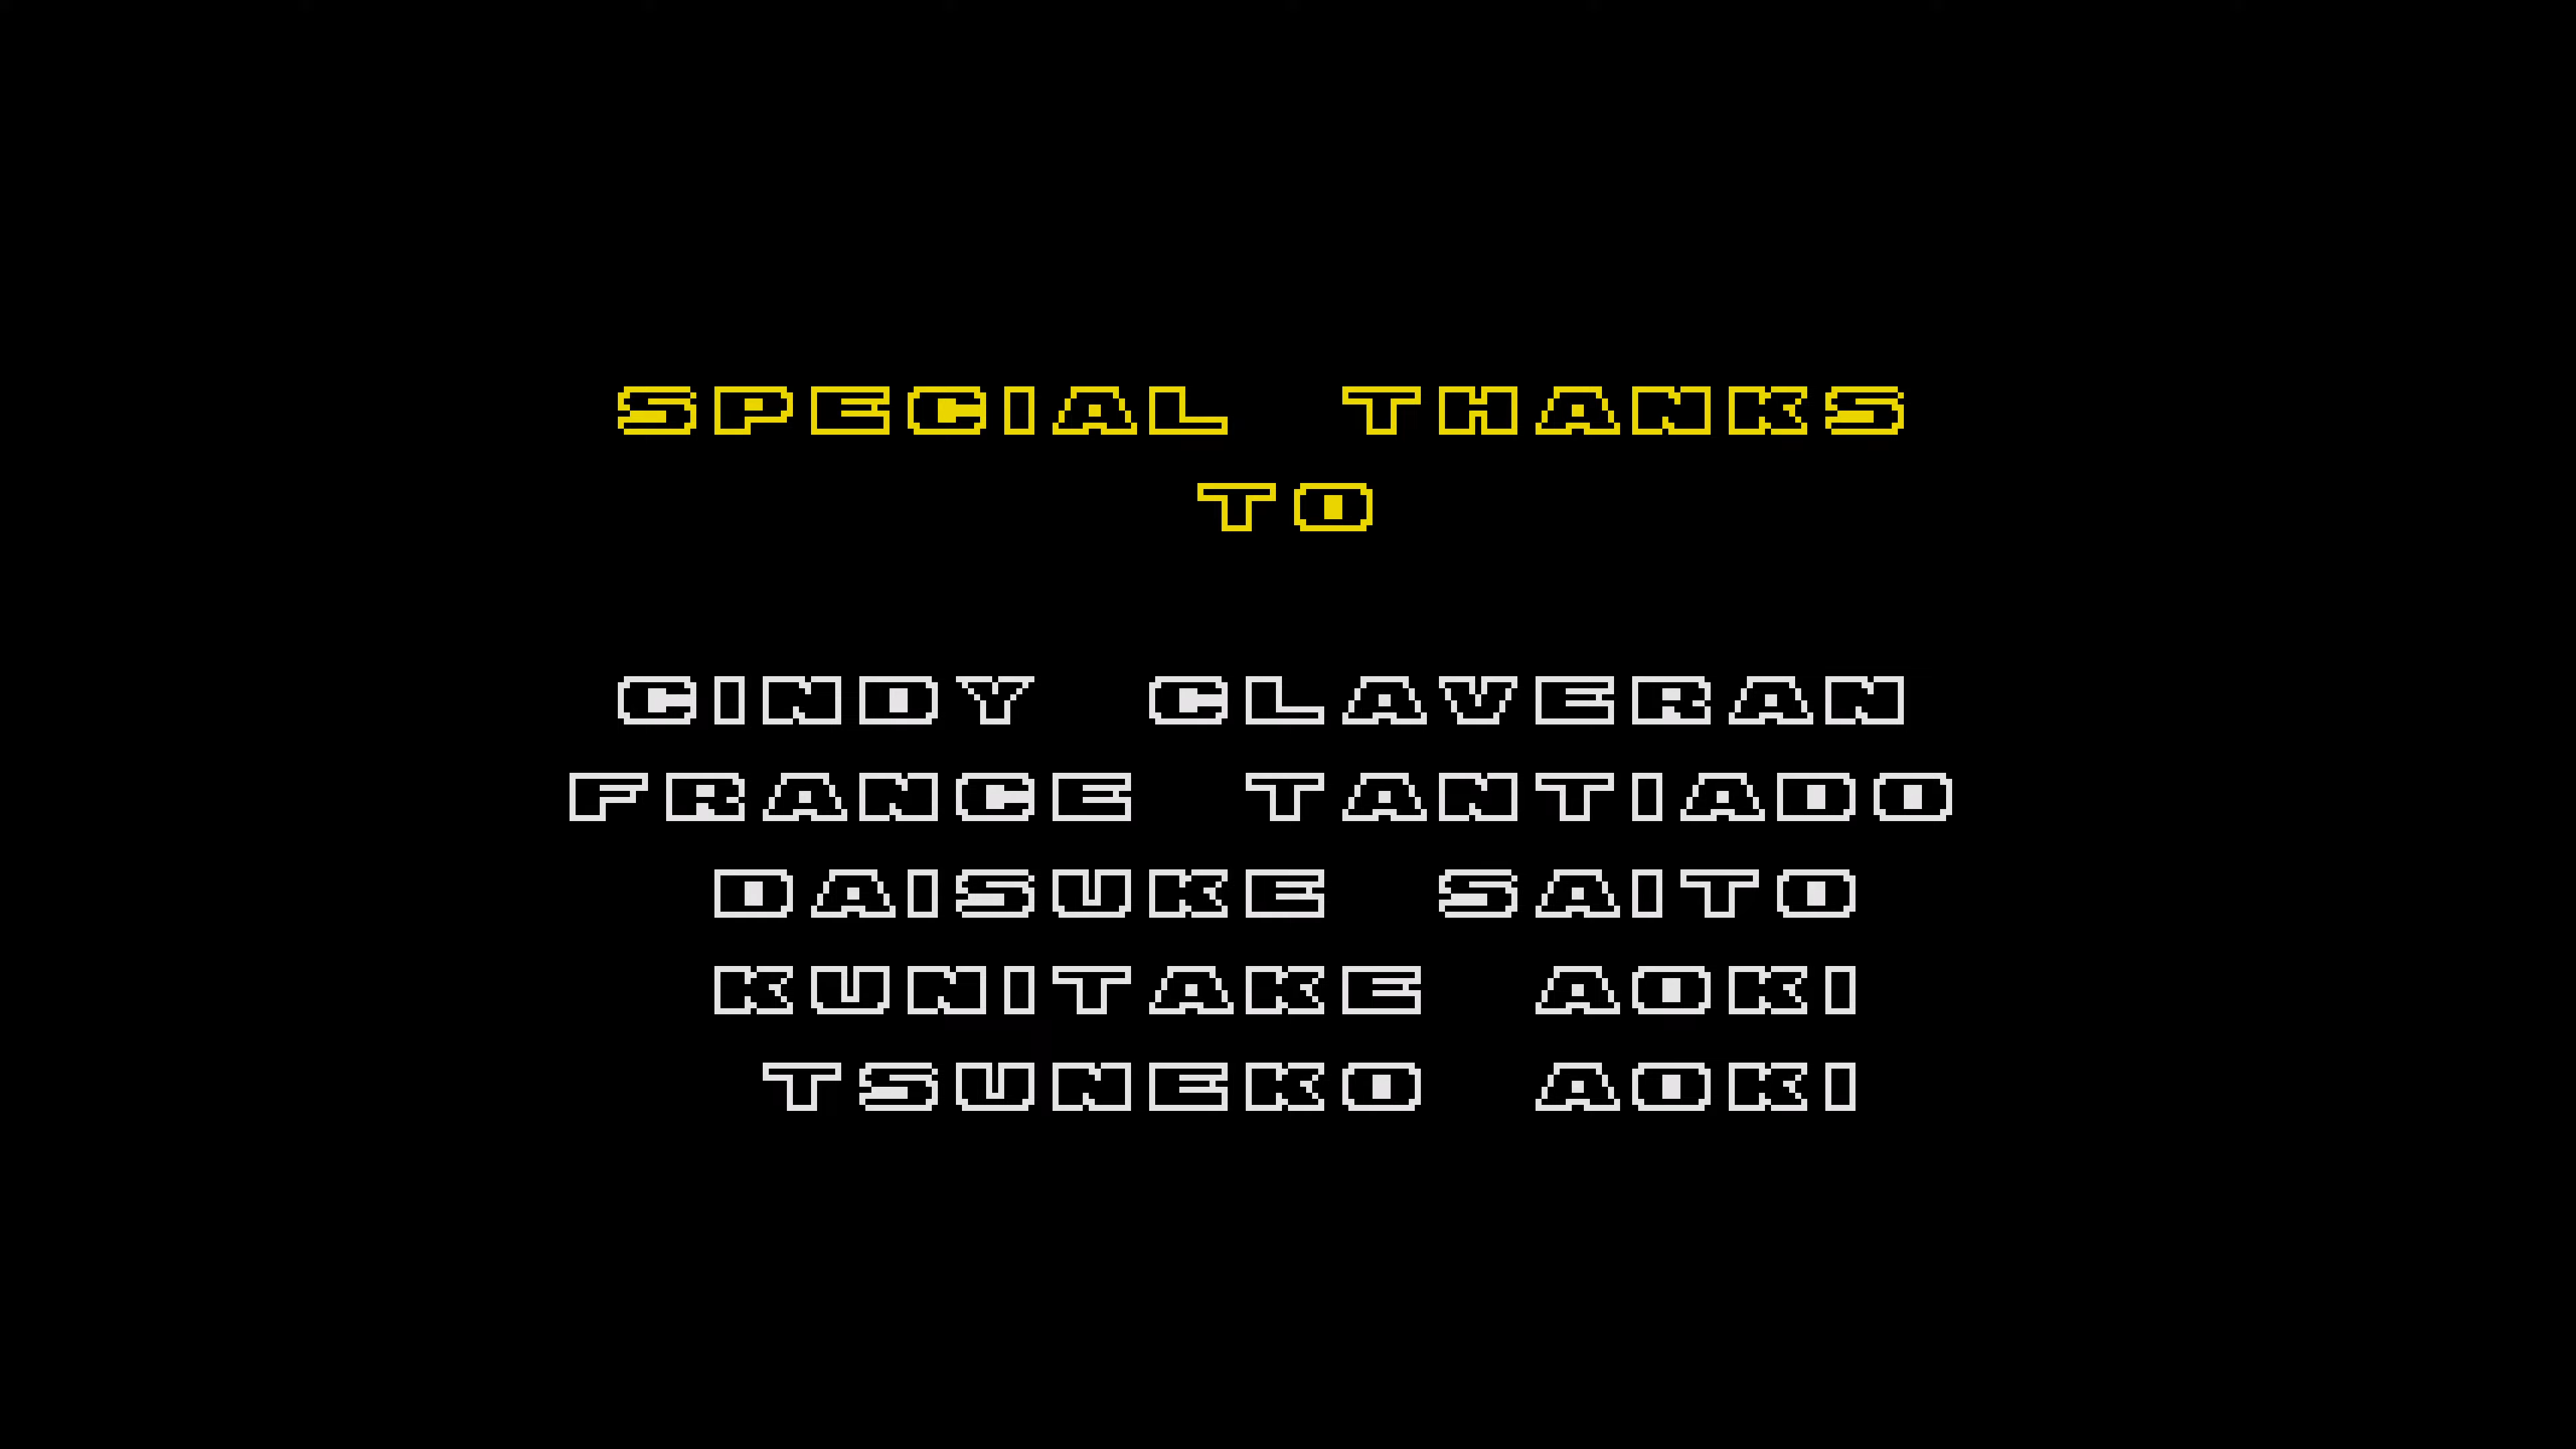 SPECIAL THANKS
TO
CINDY CLAVERAN
FRANCE TANTIADO
DAISUKE SAITO
KUNITAKE AOKI
TSUNEKO AOKI